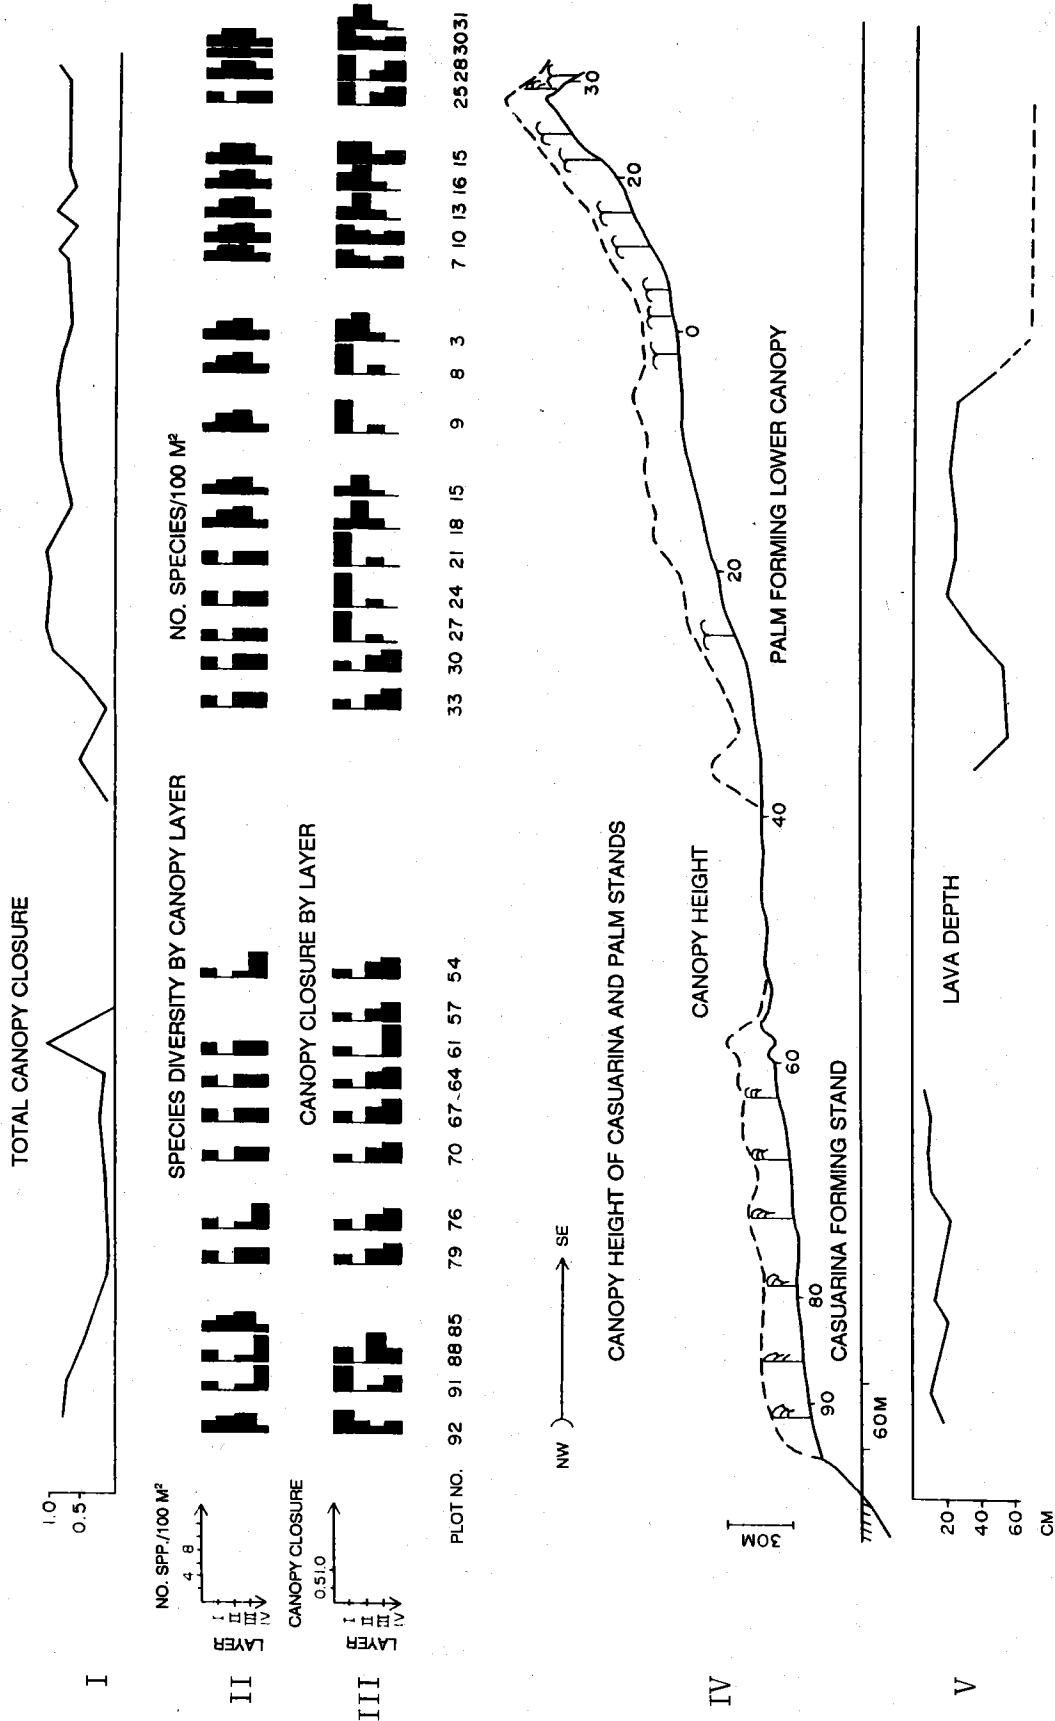 I
TOTAL CANOPY CLOSURE
1.0
0.5
II
NO. SPP./100 M²
4 8
I
II
III
IV
LAYER
SPECIES DIVERSITY BY CANOPY LAYER
NO. SPECIES/100 M²
III
CANOPY CLOSURE
0.5 1.0
I
II
III
IV
LAYER
CANOPY CLOSURE BY LAYER
PLOT NO. 92 91 88 85 79 76 70 67-64 61 57 54 33 30 27 24 21 18 15 9 8 3 7 10 13 16 15 25 28 30 31
IV
NW SE
CANOPY HEIGHT OF CASUARINA AND PALM STANDS
CANOPY HEIGHT
30M
90 80 60 40 20 0 20 30
CASUARINA FORMING STAND
PALM FORMING LOWER CANOPY
60M
V
LAVA DEPTH
20
40
60
CM